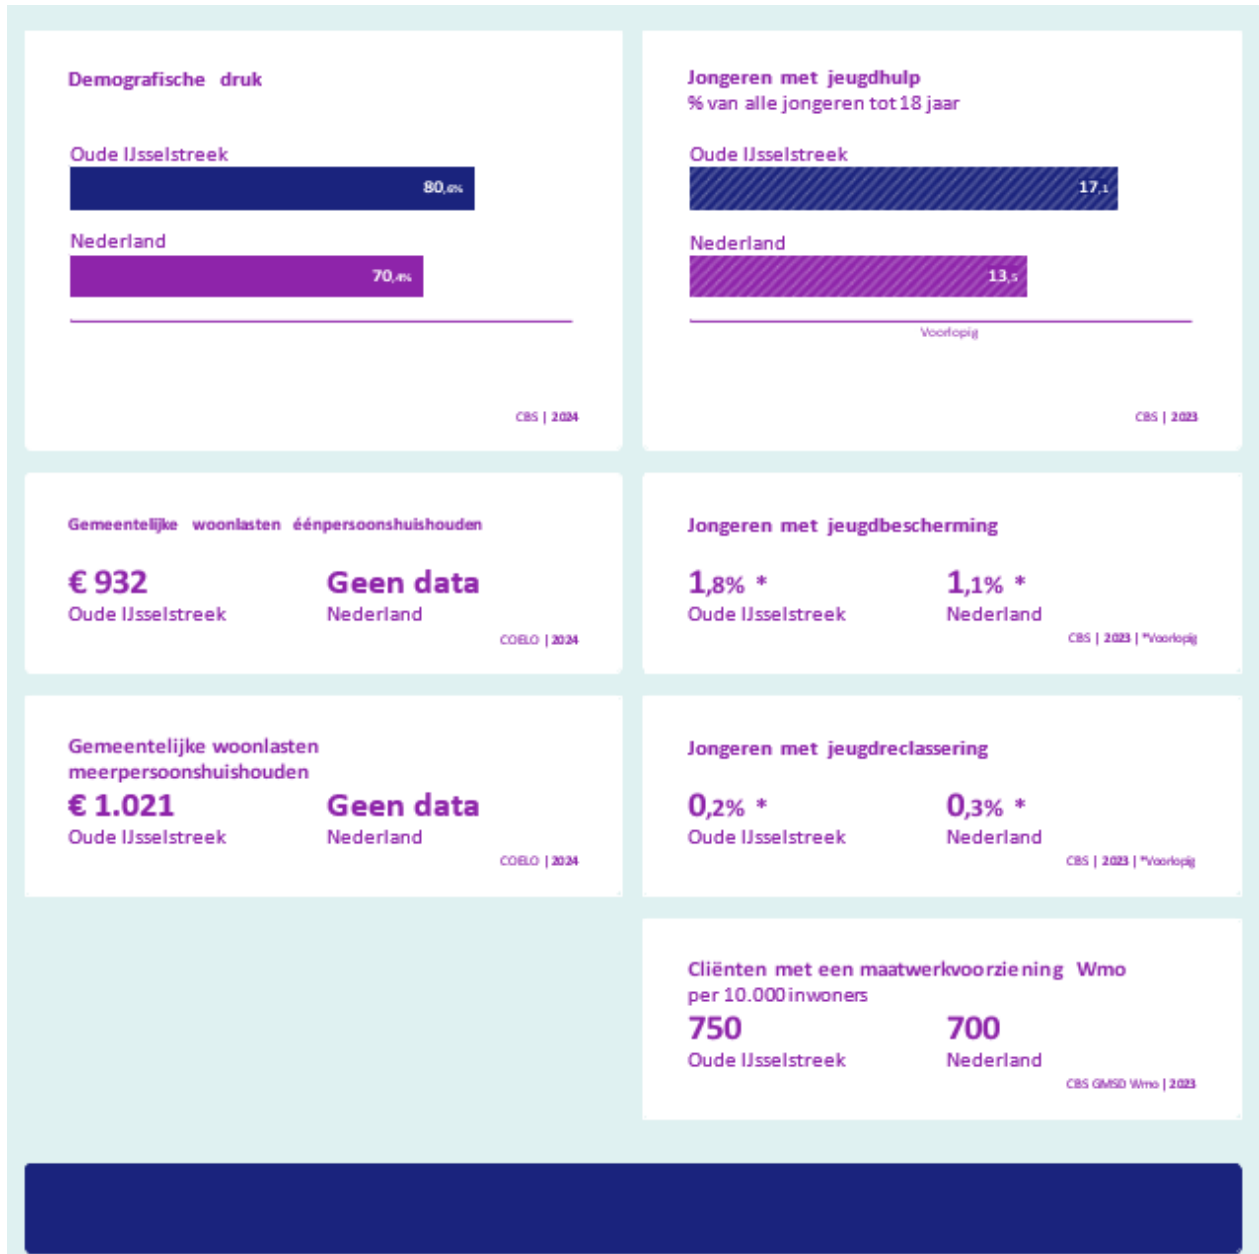 Demografische druk
Oude IJsselstreek
80,6%
Nederland
70,4%
CBS | 2024
Jongeren met jeugdhulp
% van alle jongeren tot 18 jaar
Oude IJsselstreek
17,1
Nederland
13,5
Voorlopig
CBS | 2023
Gemeentelijke woonlasten éénpersoonshuishouden
€ 932 Geen data
Oude IJsselstreek Nederland
COELO | 2024
Jongeren met jeugdbescherming
1,8% * 1,1% *
Oude IJsselstreek Nederland
CBS | 2023 | *Voorlopig
Gemeentelijke woonlasten
meerpersoonshuishouden
€ 1.021 Geen data
Oude IJsselstreek Nederland
COELO | 2024
Jongeren met jeugdreclassering
0,2% * 0,3% *
Oude IJsselstreek Nederland
CBS | 2023 | *Voorlopig
Cliënten met een maatwerkvoorziening Wmo
per 10.000 inwoners
750 700
Oude IJsselstreek Nederland
CBS GMSD Wmo | 2023